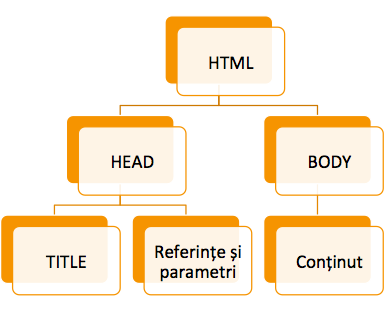 HTML
HEAD
BODY
TITLE
Referințe și
parametri
Conținut